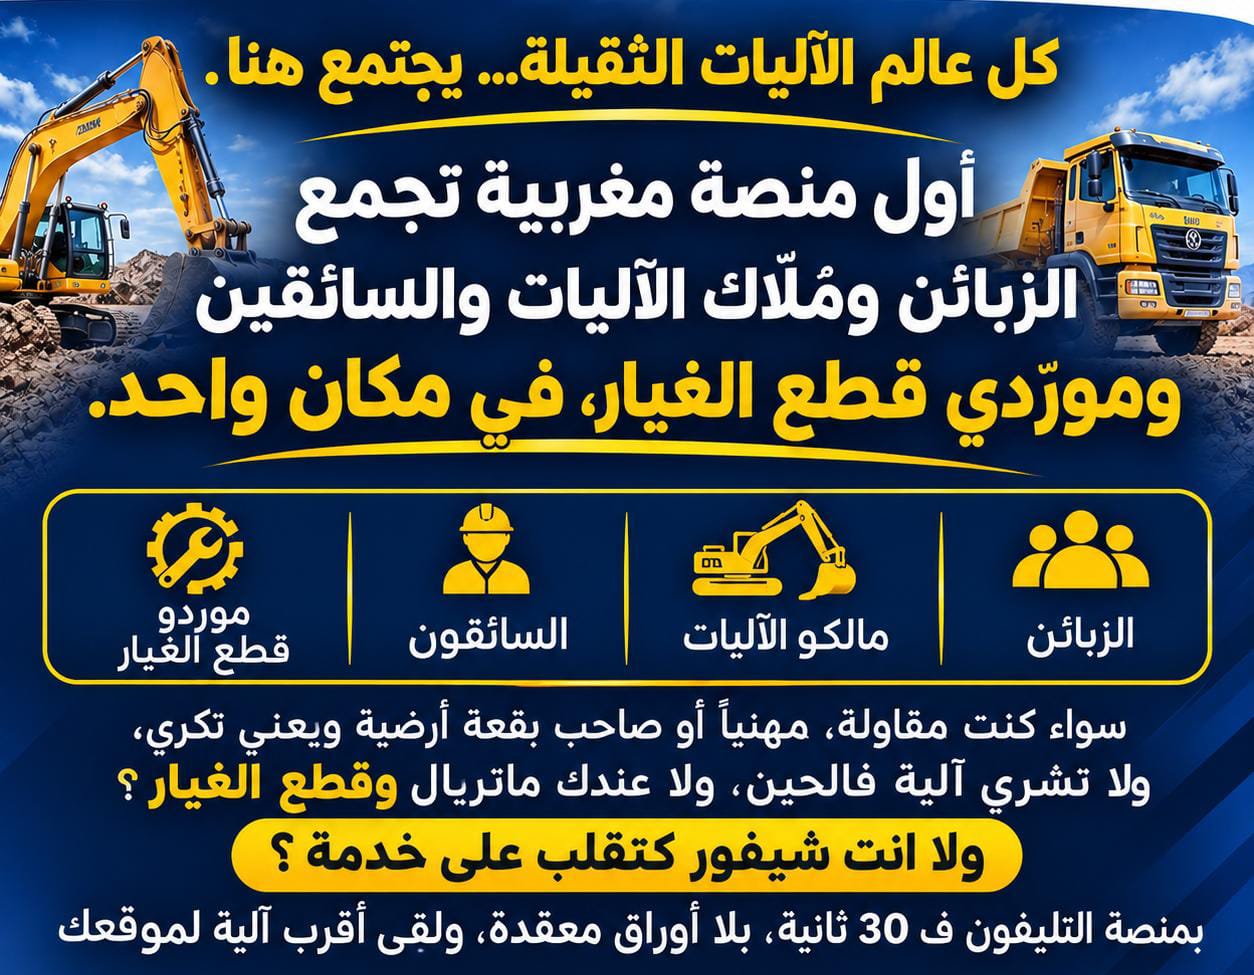 كل عالم الآليات الثقيلة... يجتمع هنا.
أول منصة مغربية تجمع
الزبائن ومُلّاك الآليات والسائقين
ومورّدي قطع الغيار، في مكان واحد.
الزبائن
مالكو الآليات
السائقون
موردو
قطع الغيار
سواء كنت مقاولة، مهنياً أو صاحب بقعة أرضية ويعني تكري،
ولا تشري آلية فالحين، ولا عندك ماتريال وقطع الغيار ؟
ولا انت شيفور كتقلب على خدمة ؟
بمنصة التليفون ف 30 ثانية، بلا أوراق معقدة، ولقى أقرب آلية لموقعك